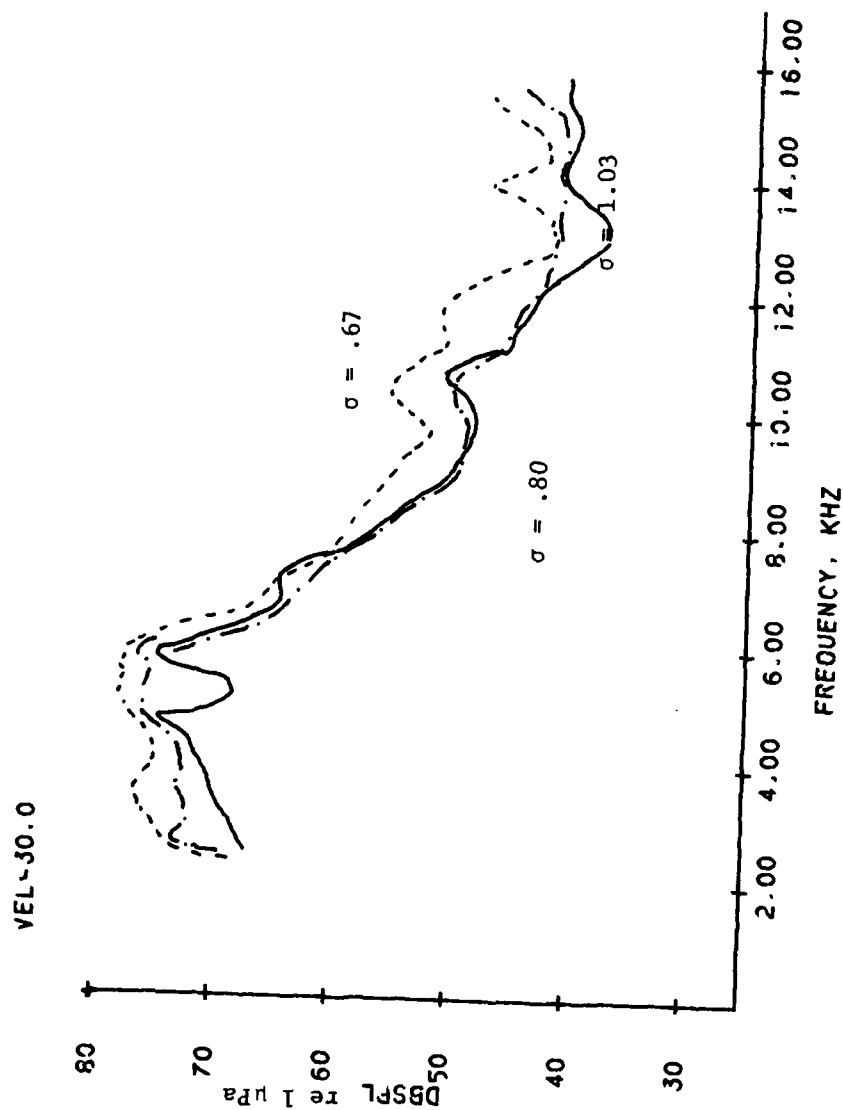 VEL-30.0
80
70
60
50
40
30
DBSPL re 1 μPa
σ = .67
σ = .80
σ = 1.03
2.00 4.00 6.00 8.00 10.00 12.00 14.00 16.00
FREQUENCY, KHZ